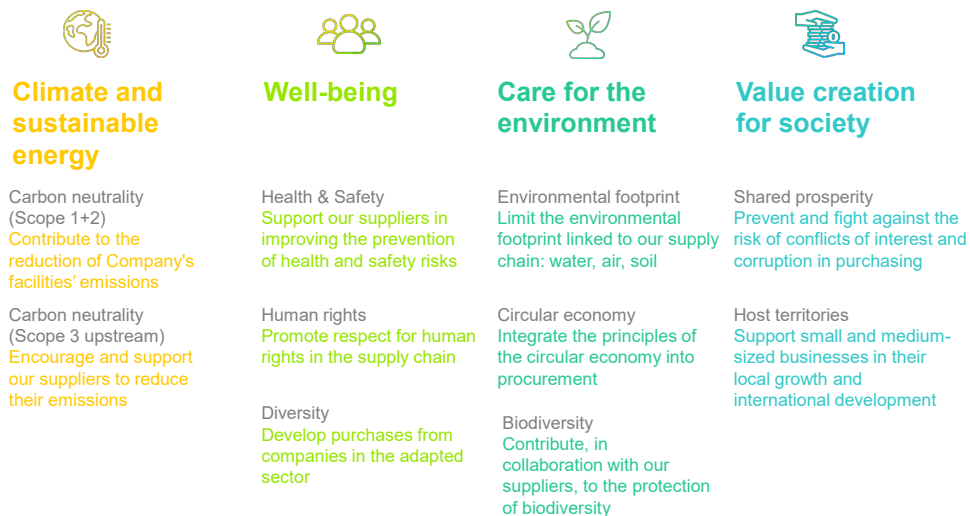 Climate and
sustainable
energy
Carbon neutrality
(Scope 1+2)
Contribute to the
reduction of Company's
facilities' emissions
Carbon neutrality
(Scope 3 upstream)
Encourage and support
our suppliers to reduce
their emissions
Well-being
Health & Safety
Support our suppliers in
improving the prevention
of health and safety risks
Human rights
Promote respect for human
rights in the supply chain
Diversity
Develop purchases from
companies in the adapted
sector
Care for the
environment
Environmental footprint
Limit the environmental
footprint linked to our supply
chain: water, air, soil
Circular economy
Integrate the principles of
the circular economy into
procurement
Biodiversity
Contribute, in
collaboration with our
suppliers, to the protection
of biodiversity
Value creation
for society
Shared prosperity
Prevent and fight against the
risk of conflicts of interest and
corruption in purchasing
Host territories
Support small and medium-
sized businesses in their
local growth and
international development